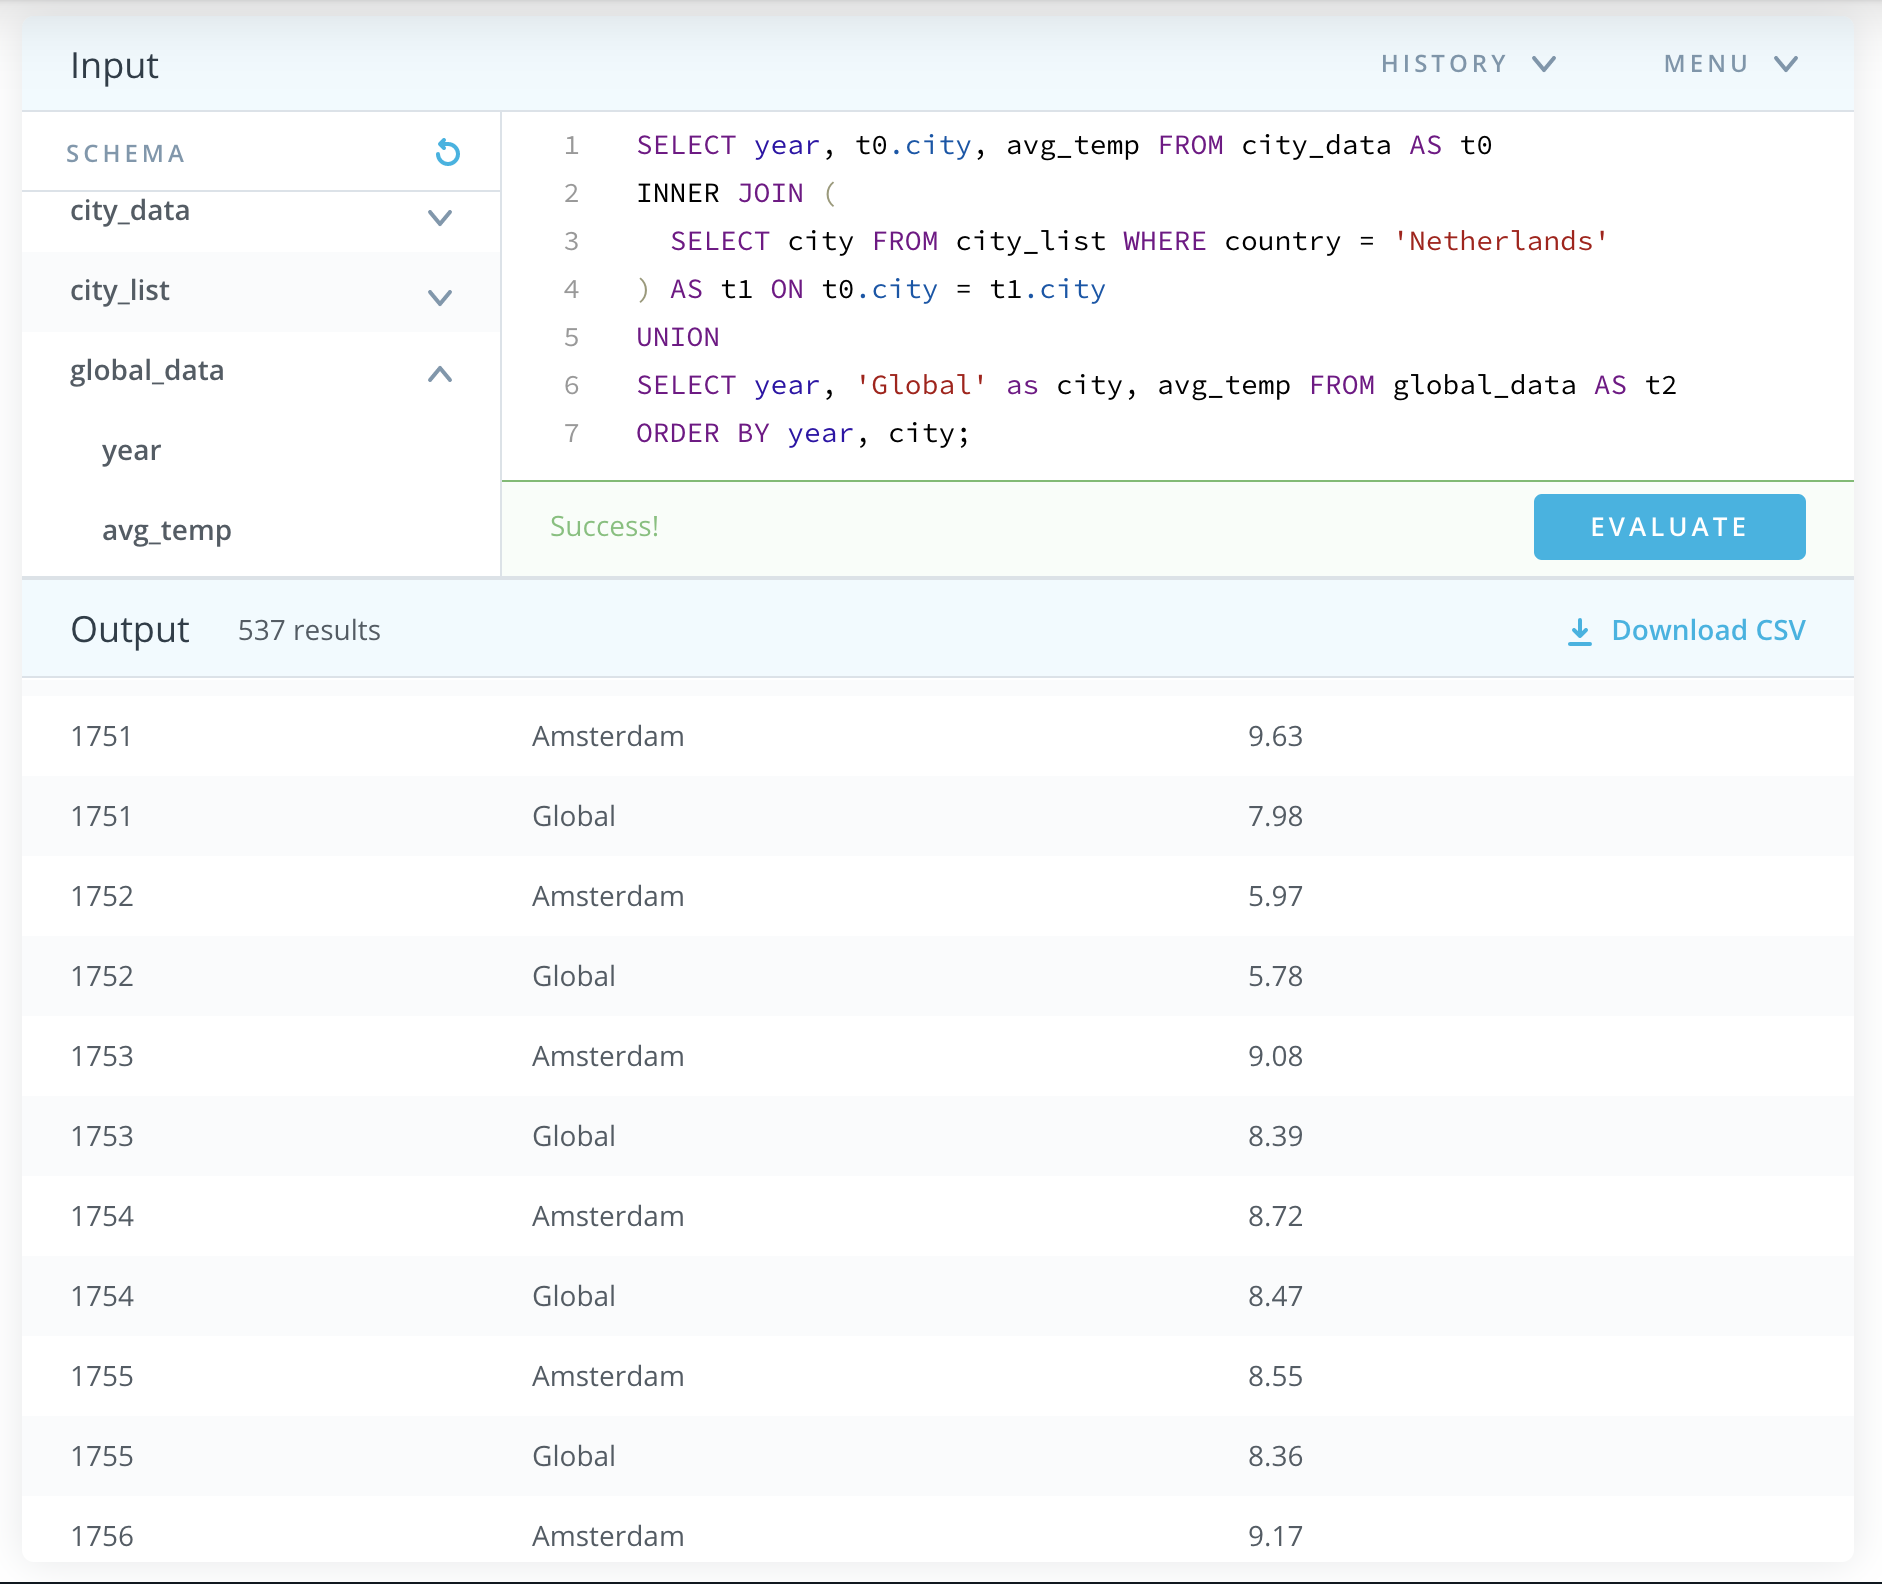 Input
HISTORY
MENU
SCHEMA
city_data
city_list
global_data
year
avg_temp
1 SELECT year, t0.city, avg_temp FROM city_data AS t0
2 INNER JOIN (
3 SELECT city FROM city_list WHERE country = 'Netherlands'
4 ) AS t1 ON t0.city = t1.city
5 UNION
6 SELECT year, 'Global' as city, avg_temp FROM global_data AS t2
7 ORDER BY year, city;
Success!
EVALUATE
Output 537 results
Download CSV
1751 Amsterdam 9.63
1751 Global 7.98
1752 Amsterdam 5.97
1752 Global 5.78
1753 Amsterdam 9.08
1753 Global 8.39
1754 Amsterdam 8.72
1754 Global 8.47
1755 Amsterdam 8.55
1755 Global 8.36
1756 Amsterdam 9.17